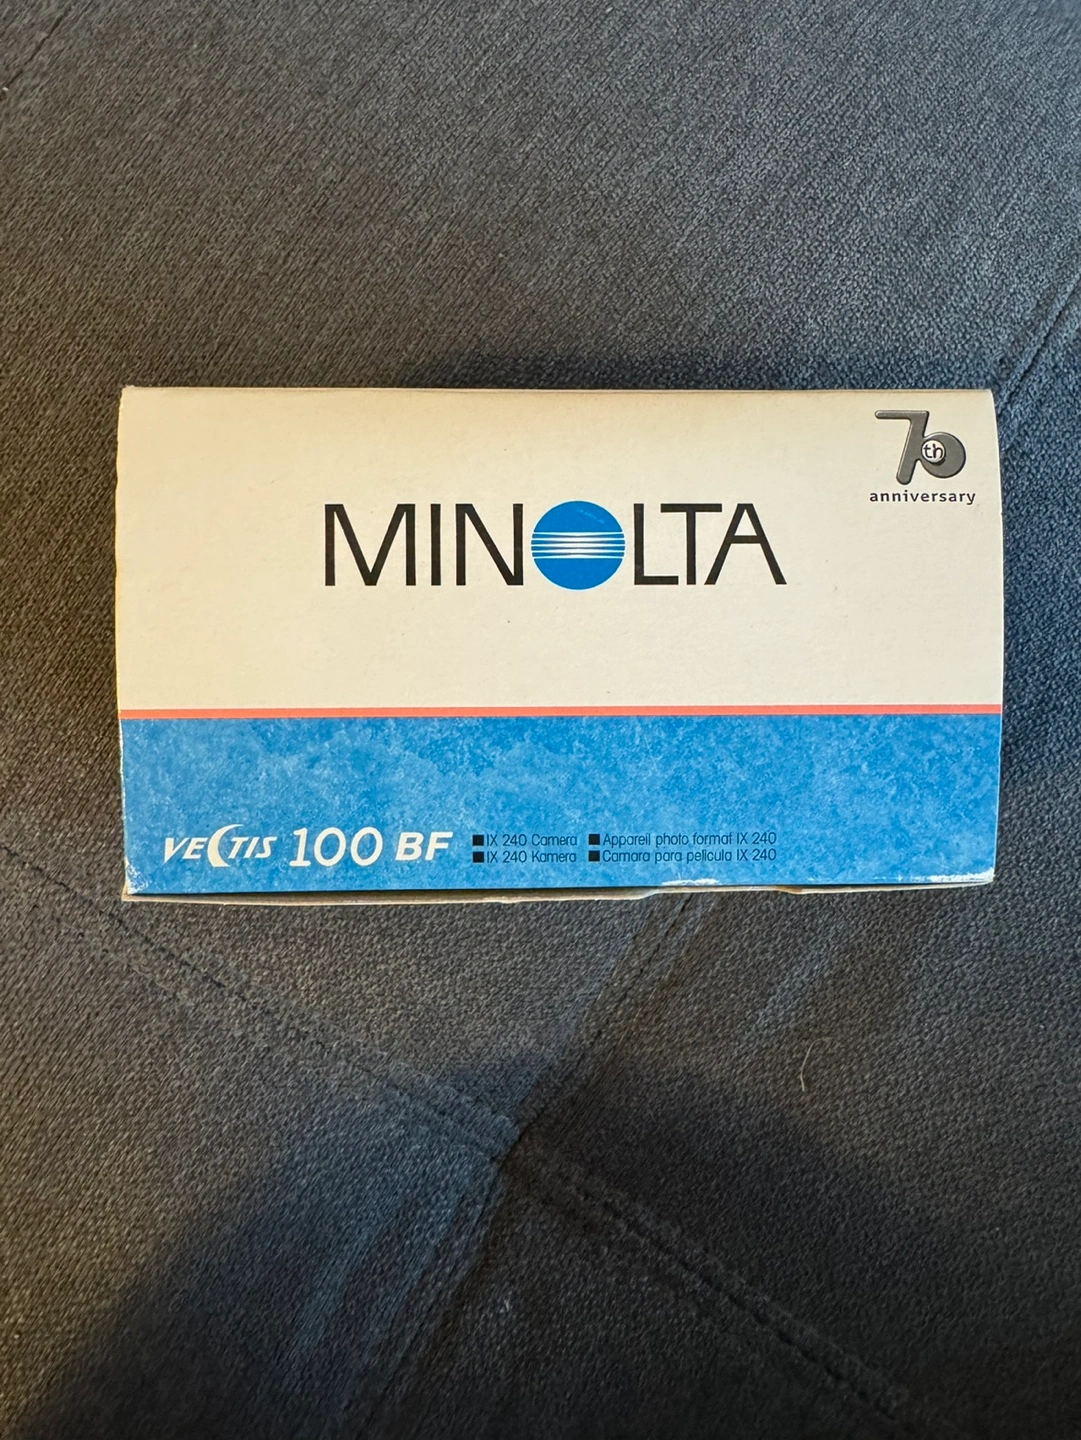 70th
anniversary
MINOLTA
VECTIS 100 BF
■IX 240 Camera ■Appareil photo format IX 240
■IX 240 Kamera ■Camara para pelicula IX 240